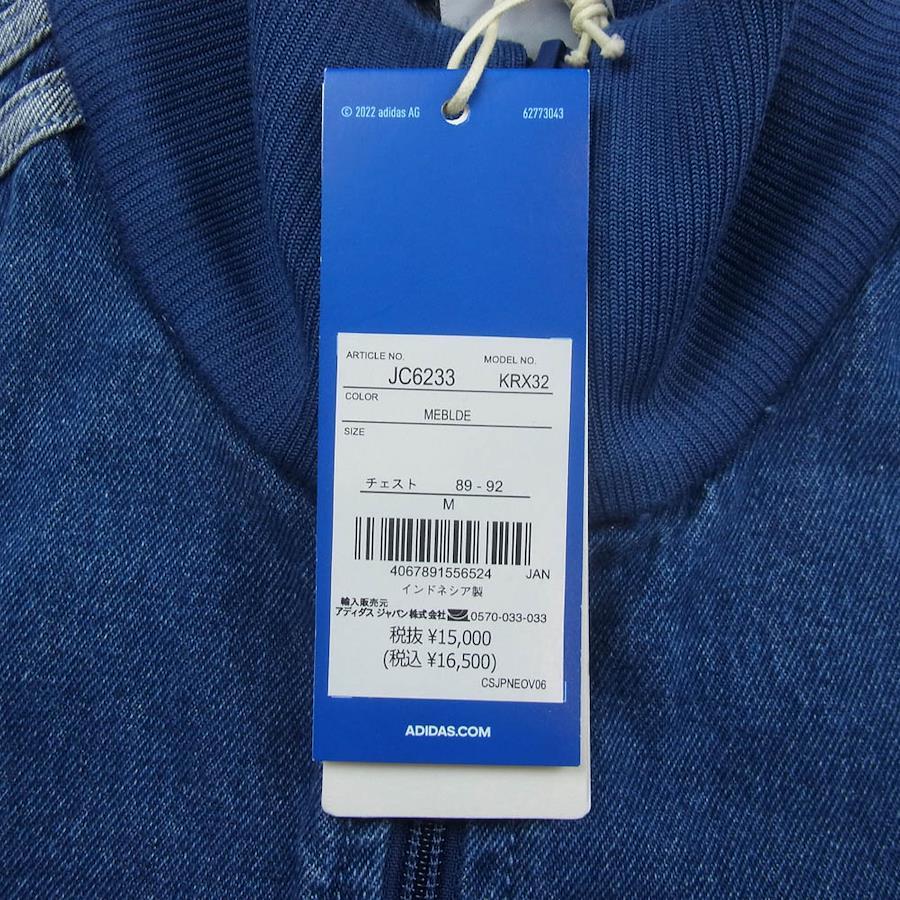 © 2022 adidas AG 62773043
ARTICLE NO. MODEL NO.
JC6233 KRX32
COLOR
MEBLDE
SIZE
チェスト 89 - 92
M
4067891556524 JAN
インドネシア製
輸入販売元
アディダス ジャパン株式会社 0570-033-033
税抜 ¥15,000
(税込 ¥16,500)
CSJPNEOV06
ADIDAS.COM